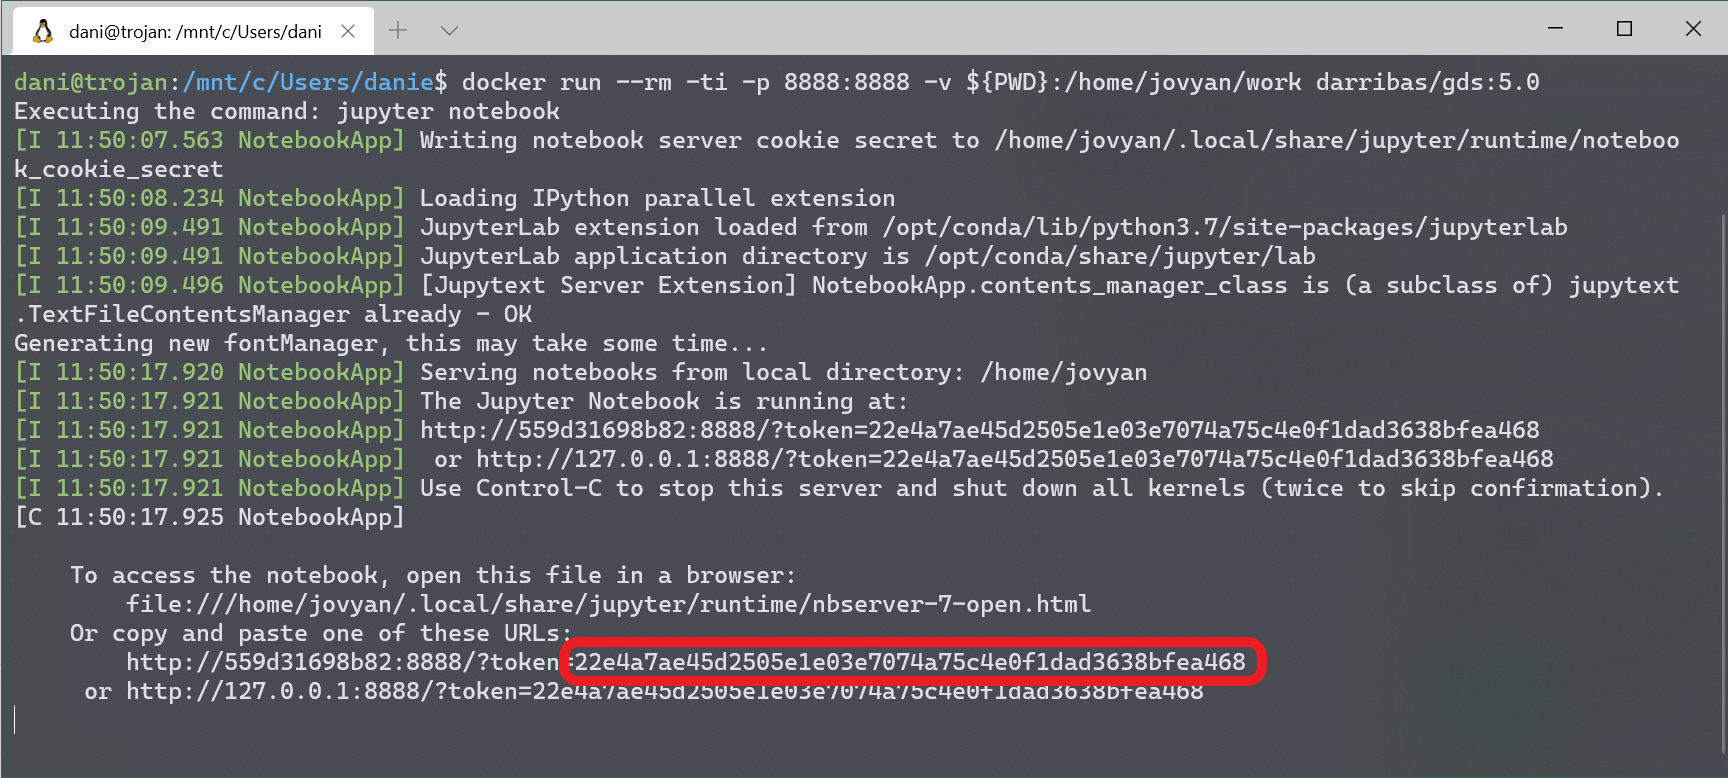 dani@trojan: /mnt/c/Users/dani
dani@trojan:/mnt/c/Users/danie$ docker run --rm -ti -p 8888:8888 -v ${PWD}:/home/jovyan/work darribas/gds:5.0
Executing the command: jupyter notebook
[I 11:50:07.563 NotebookApp] Writing notebook server cookie secret to /home/jovyan/.local/share/jupyter/runtime/noteboo
k_cookie_secret
[I 11:50:08.234 NotebookApp] Loading IPython parallel extension
[I 11:50:09.491 NotebookApp] JupyterLab extension loaded from /opt/conda/lib/python3.7/site-packages/jupyterlab
[I 11:50:09.491 NotebookApp] JupyterLab application directory is /opt/conda/share/jupyter/lab
[I 11:50:09.496 NotebookApp] [Jupytext Server Extension] NotebookApp.contents_manager_class is (a subclass of) jupytext
.TextFileContentsManager already - OK
Generating new fontManager, this may take some time...
[I 11:50:17.920 NotebookApp] Serving notebooks from local directory: /home/jovyan
[I 11:50:17.921 NotebookApp] The Jupyter Notebook is running at:
[I 11:50:17.921 NotebookApp] http://559d31698b82:8888/?token=22e4a7ae45d2505e1e03e7074a75c4e0f1dad3638bfea468
[I 11:50:17.921 NotebookApp]  or http://127.0.0.1:8888/?token=22e4a7ae45d2505e1e03e7074a75c4e0f1dad3638bfea468
[I 11:50:17.921 NotebookApp] Use Control-C to stop this server and shut down all kernels (twice to skip confirmation).
[C 11:50:17.925 NotebookApp]
To access the notebook, open this file in a browser:
file:///home/jovyan/.local/share/jupyter/runtime/nbserver-7-open.html
Or copy and paste one of these URLs:
http://559d31698b82:8888/?token=22e4a7ae45d2505e1e03e7074a75c4e0f1dad3638bfea468
or http://127.0.0.1:8888/?token=22e4a7ae45d2505e1e03e7074a75c4e0f1dad3638bfea468